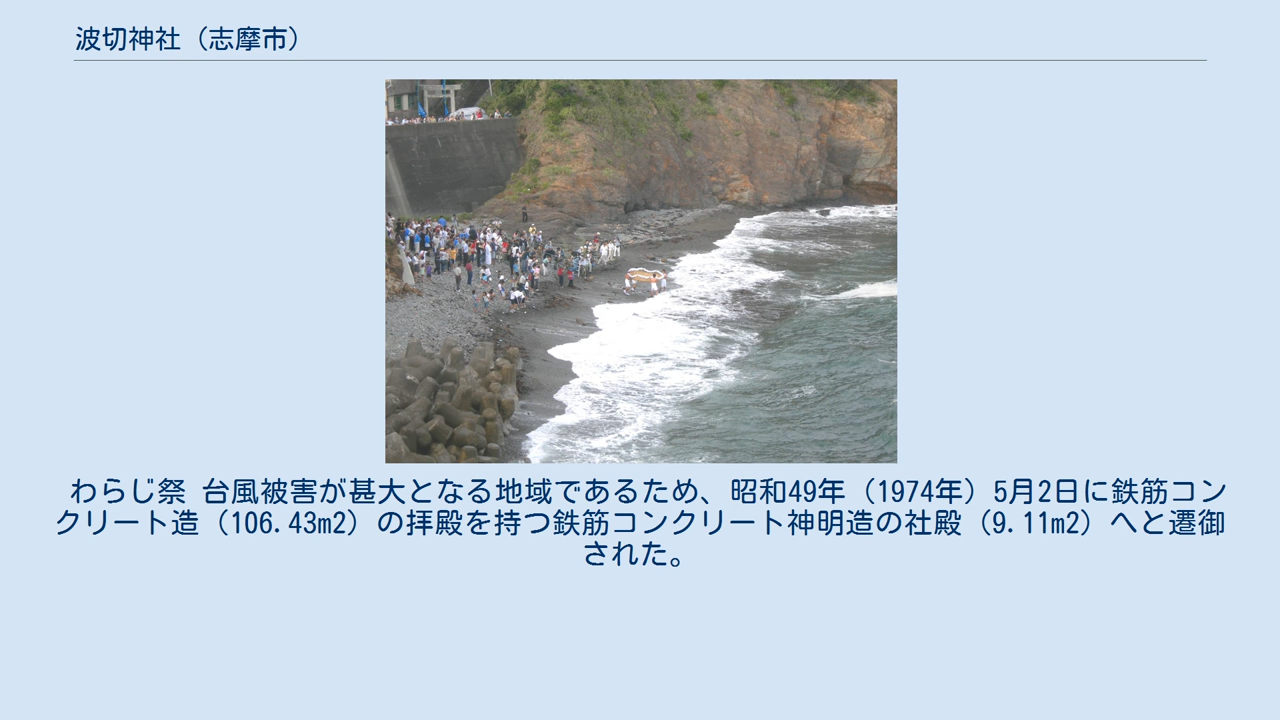 波切神社（志摩市）
わらじ祭 台風被害が甚大となる地域であるため、昭和49年（1974年）5月2日に鉄筋コン
クリート造（106.43m2）の拝殿を持つ鉄筋コンクリート神明造の社殿（9.11m2）へと遷御
された。